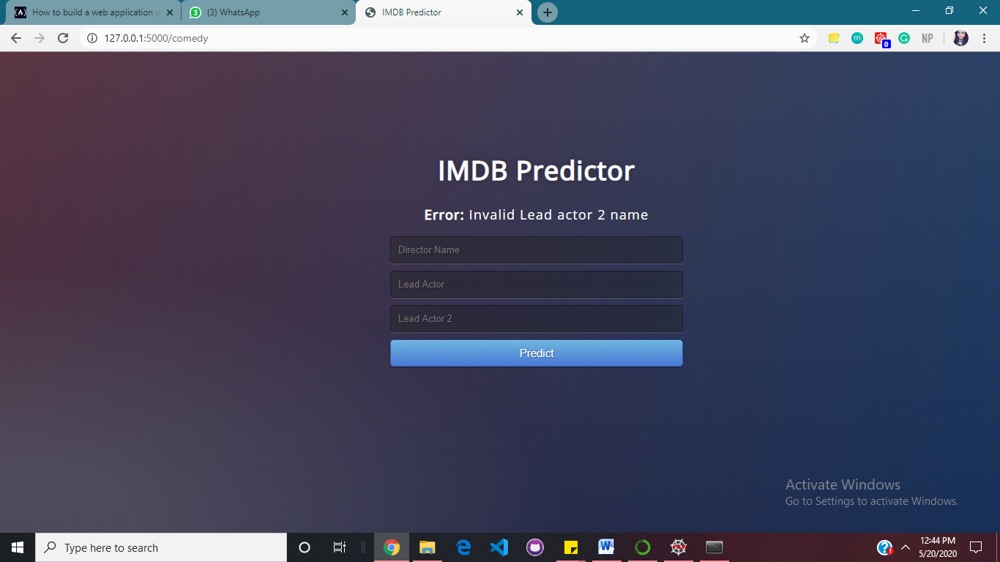 How to build a web application u
(3) WhatsApp
IMDB Predictor
127.0.0.1:5000/comedy
m
0
G
NP
IMDB Predictor
Error: Invalid Lead actor 2 name
Director Name
Lead Actor
Lead Actor 2
Predict
Activate Windows
Go to Settings to activate Windows.
Type here to search
12:44 PM
5/20/2020